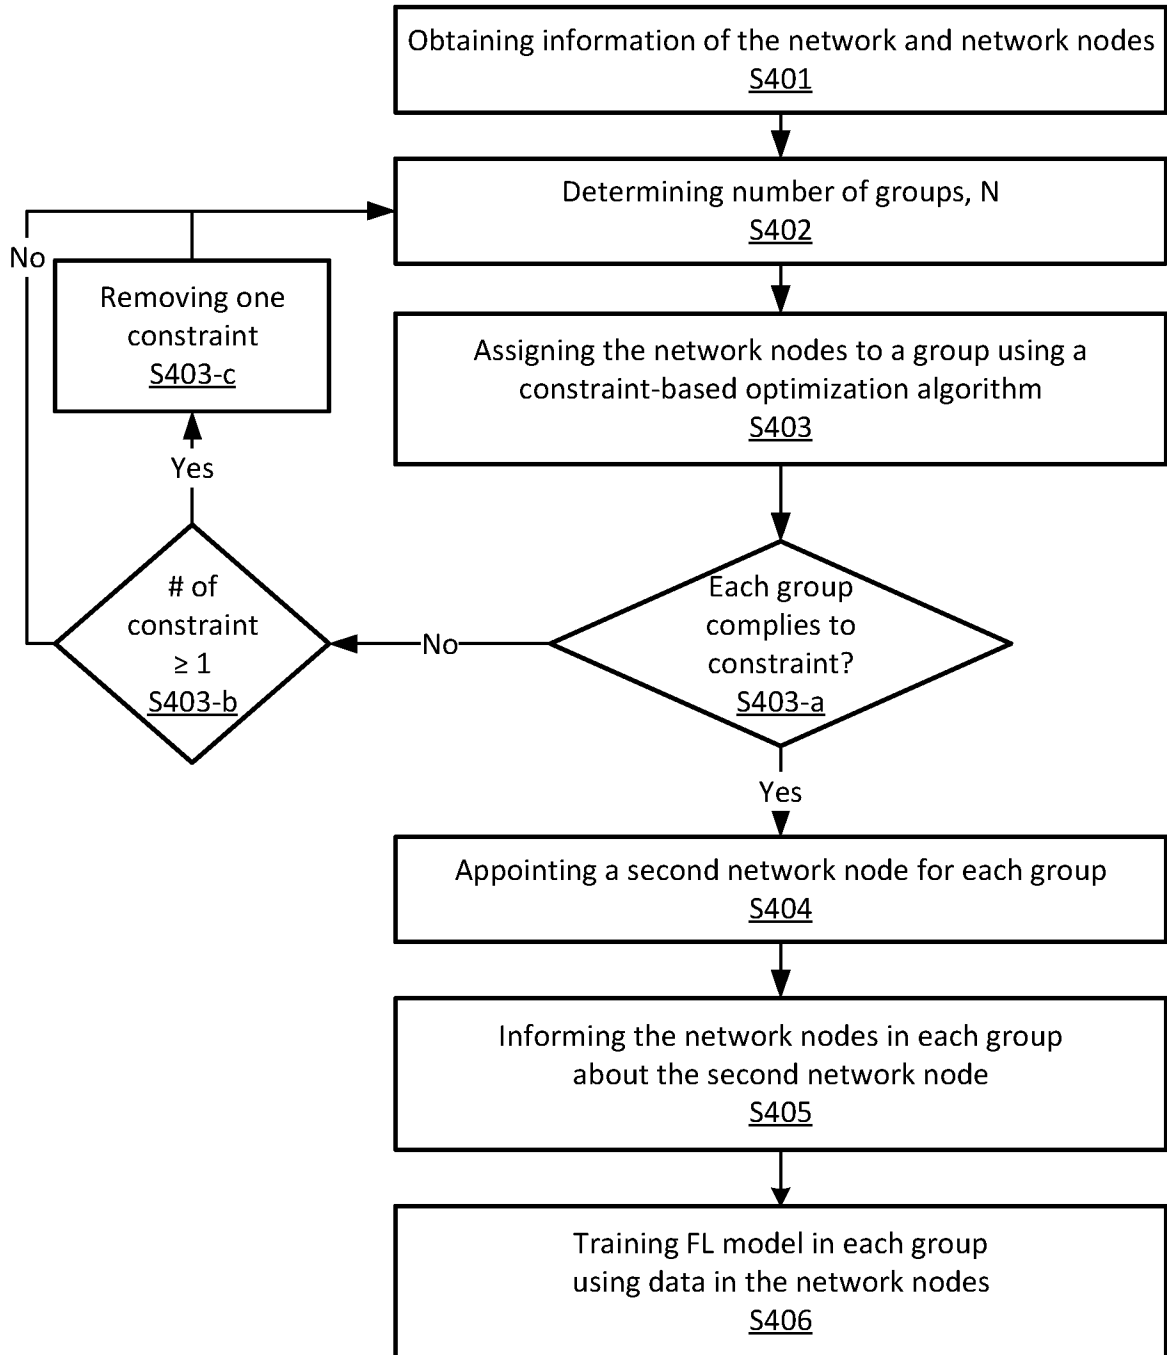 Obtaining information of the network and network nodes
S401
Determining number of groups, N
S402
No
Removing one
constraint
S403-c
Assigning the network nodes to a group using a
constraint-based optimization algorithm
S403
Yes
# of
constraint
≥ 1
S403-b
No
Each group
complies to
constraint?
S403-a
Yes
Appointing a second network node for each group
S404
Informing the network nodes in each group
about the second network node
S405
Training FL model in each group
using data in the network nodes
S406